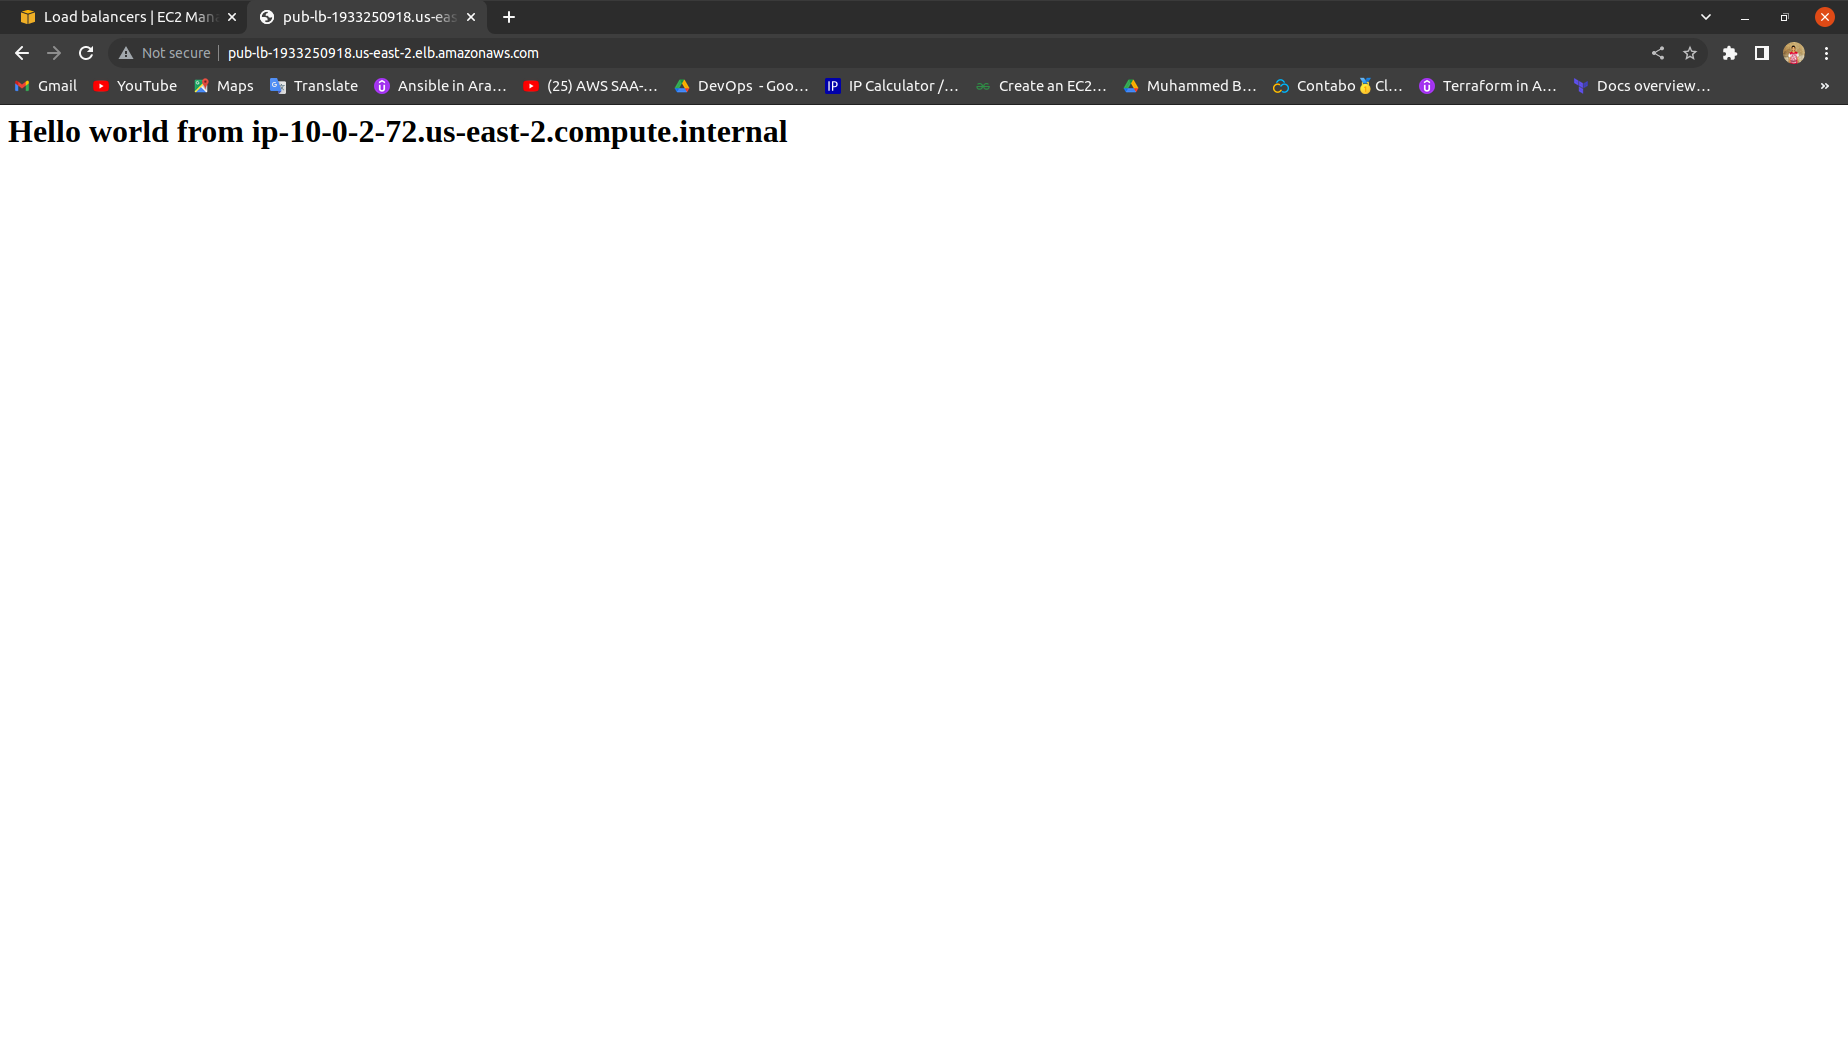 Load balancers | EC2 Man
pub-lb-1933250918.us-eas
Not secure
pub-lb-1933250918.us-east-2.elb.amazonaws.com
Gmail
YouTube
Maps
Translate
Ansible in Ara...
(25) AWS SAA-...
DevOps - Goo...
IP
IP Calculator /...
Create an EC2...
Muhammed B...
Contabo🥇Cl...
Terraform in A...
Docs overview...
»
Hello world from ip-10-0-2-72.us-east-2.compute.internal